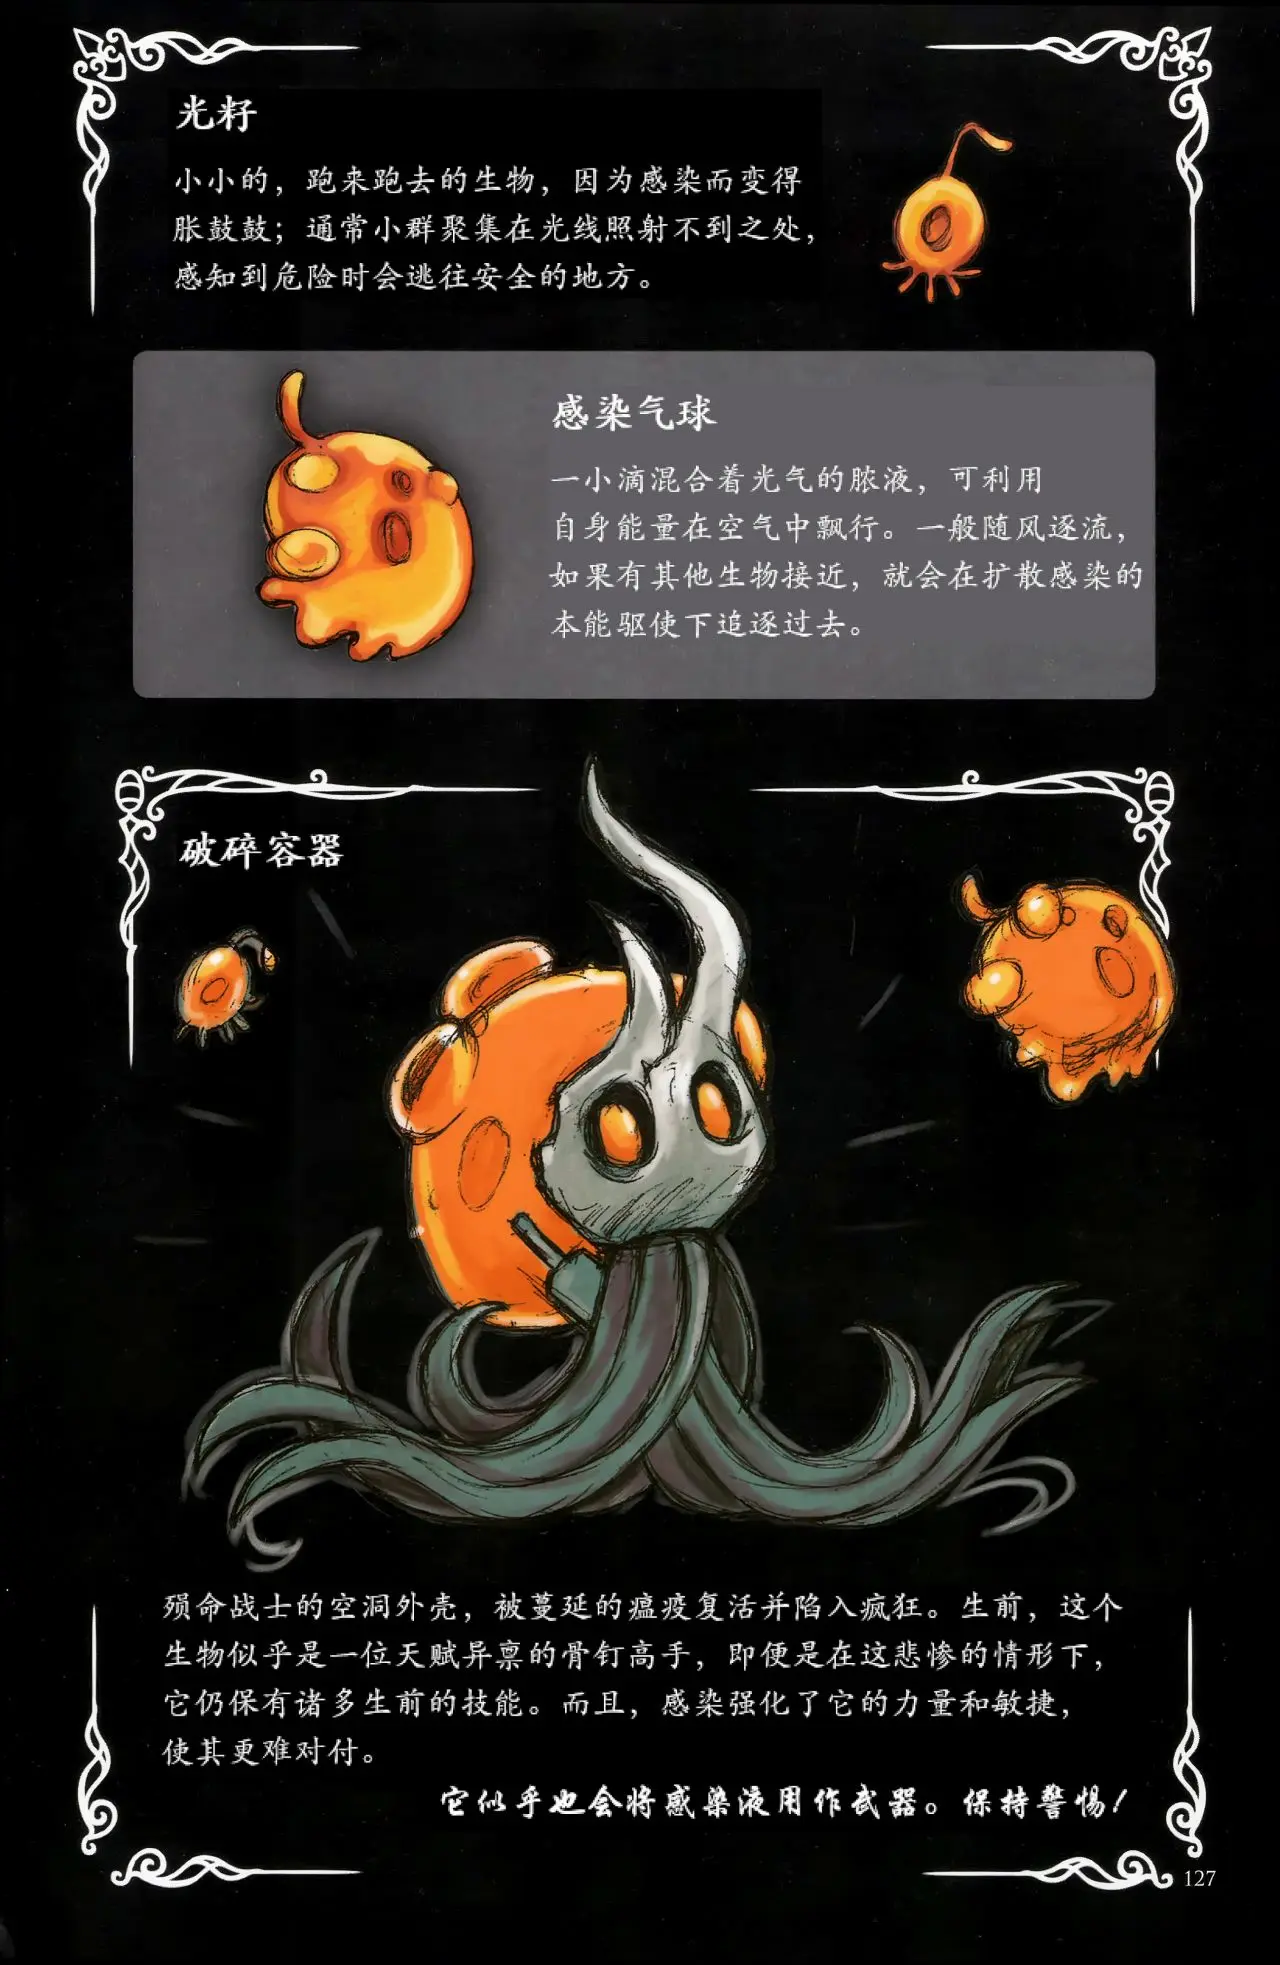 光籽
小小的，跑来跑去的生物，因为感染而变得
胀鼓鼓；通常小群聚集在光线照射不到之处，
感知到危险时会逃往安全的地方。
感染气球
一小滴混合着光气的脓液，可利用
自身能量在空气中飘行。一般随风逐流，
如果有其他生物接近，就会在扩散感染的
本能驱使下追逐过去。
破碎容器
殒命战士的空洞外壳，被蔓延的瘟疫复活并陷入疯狂。生前，这个
生物似乎是一位天赋异禀的骨钉高手，即便是在这悲惨的情形下，
它仍保有诸多生前的技能。而且，感染强化了它的力量和敏捷，
使其更难对付。
它似乎也会将感染液用作武器。保持警惕！
127